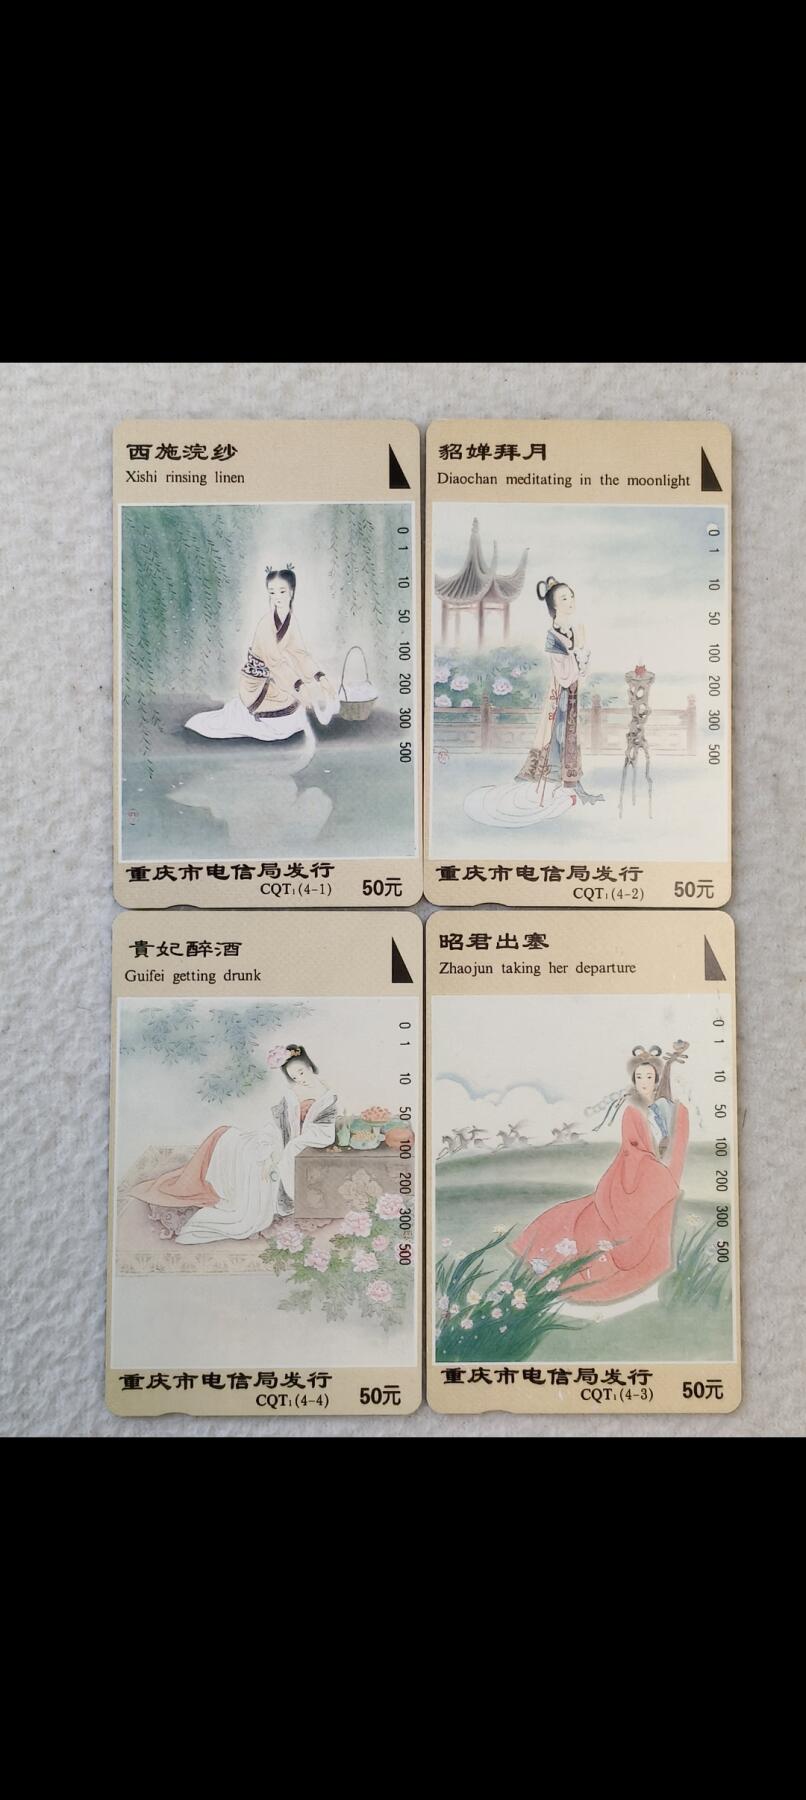 西施浣纱
Xishi rinsing linen
0 1 10 50 100 200 300 500
重庆市电信局发行
CQT1(4-1) 50元
貂婵拜月
Diaochan meditating in the moonlight
0 1 10 50 100 200 300 500
重庆市电信局发行
CQT1(4-2) 50元
貴妃醉酒
Guifei getting drunk
0 1 10 50 100 200 300 500
重庆市电信局发行
CQT1(4-4) 50元
昭君出塞
Zhaojun taking her departure
0 1 10 50 100 200 300 500
重庆市电信局发行
CQT1(4-3) 50元